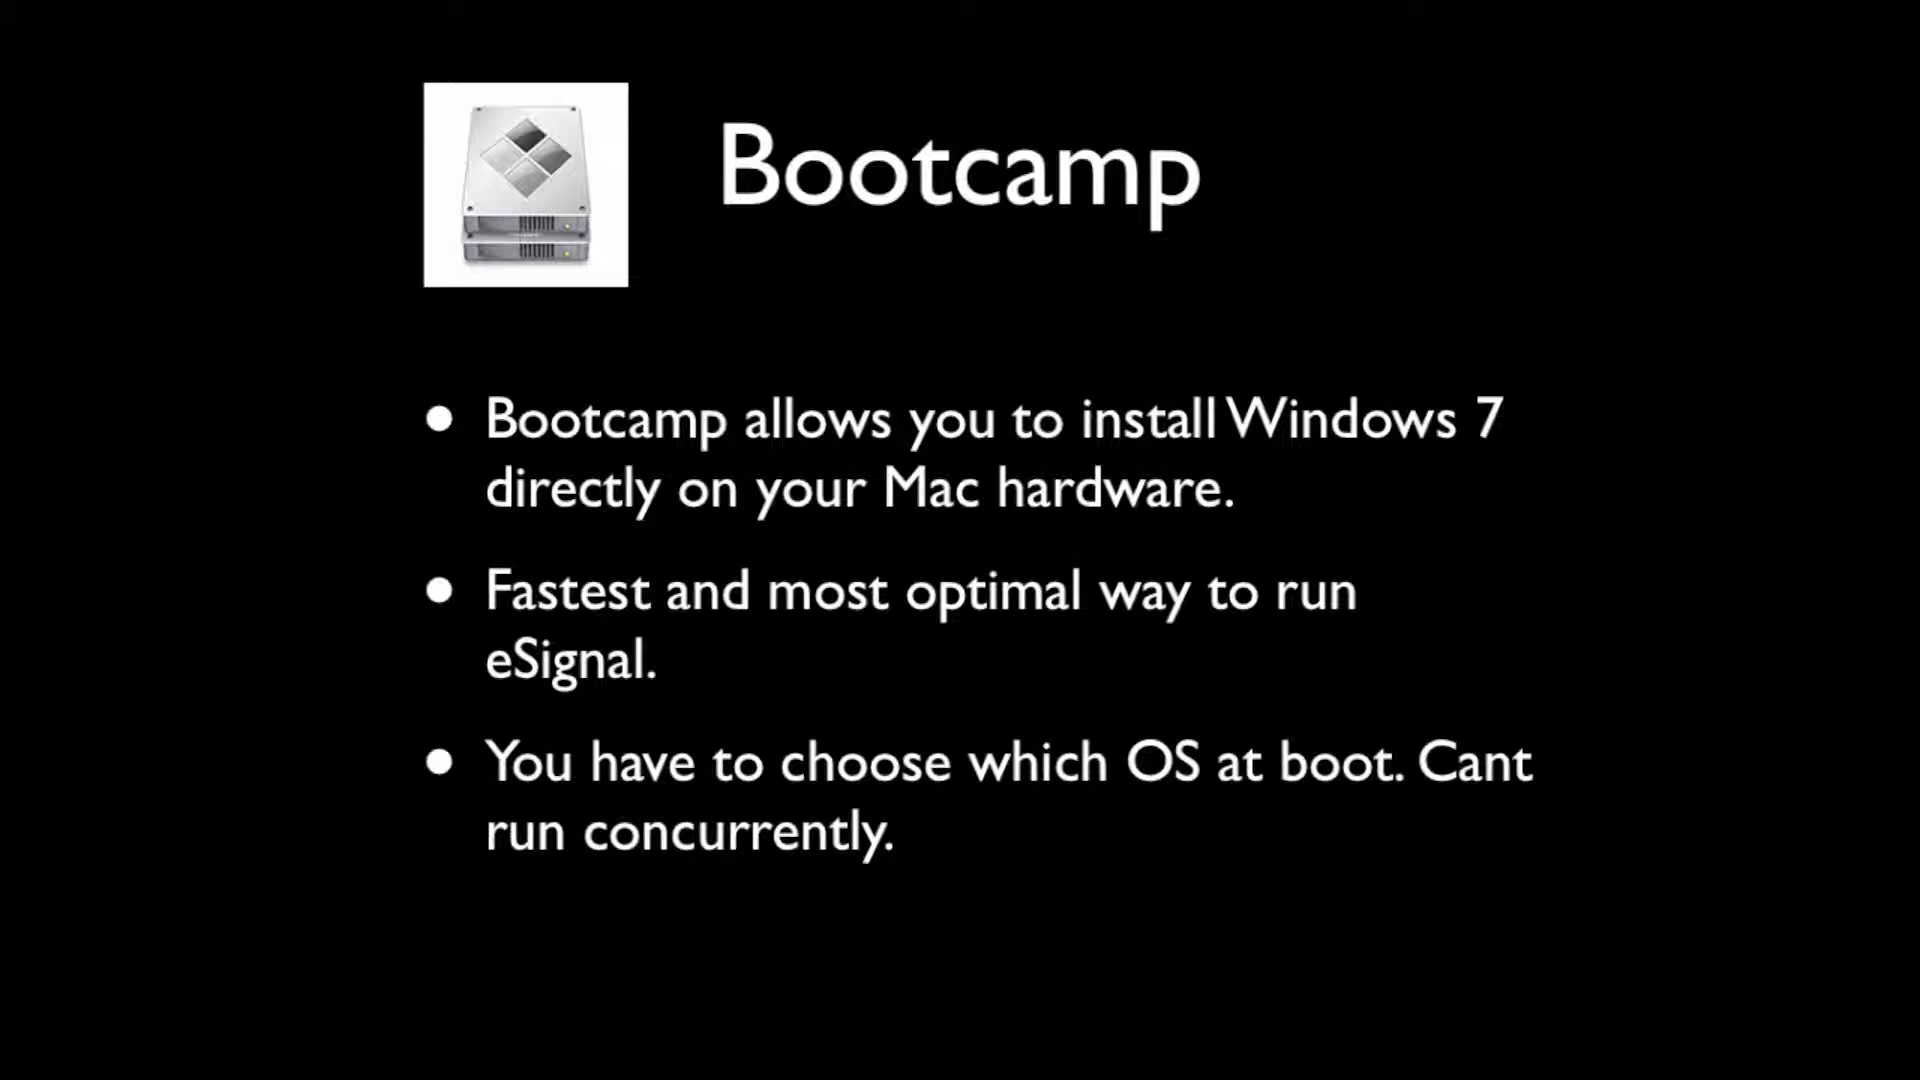 Bootcamp
• Bootcamp allows you to install Windows 7
directly on your Mac hardware.
• Fastest and most optimal way to run
eSignal.
• You have to choose which OS at boot. Cant
run concurrently.